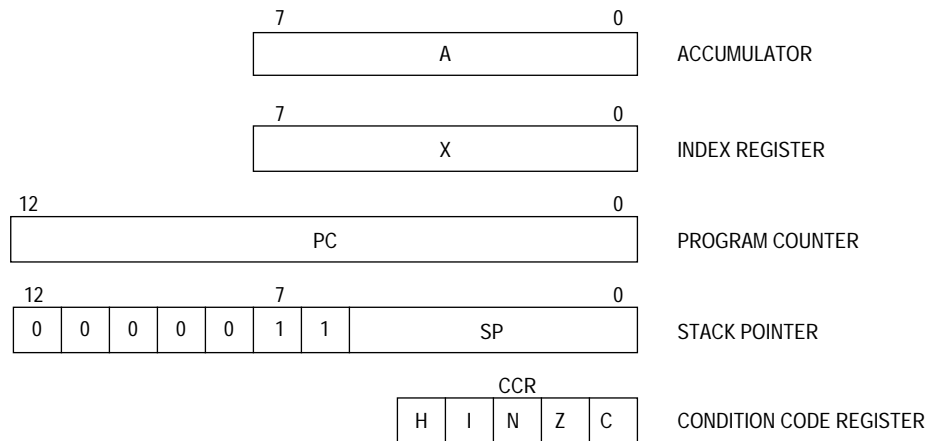 7 0
A ACCUMULATOR
7 0
X INDEX REGISTER
12 0
PC PROGRAM COUNTER
12 7 0
0 0 0 0 0 1 1 SP STACK POINTER
CCR
H I N Z C CONDITION CODE REGISTER